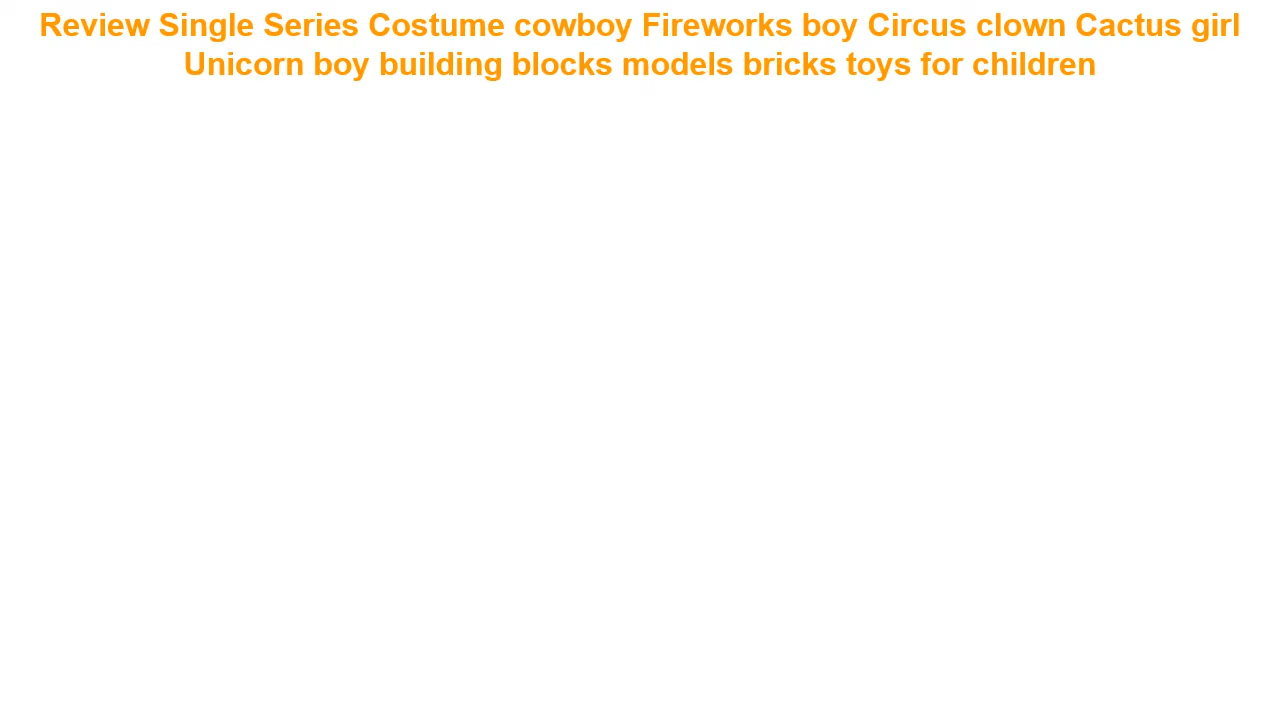 Review Single Series Costume cowboy Fireworks boy Circus clown Cactus girl
Unicorn boy building blocks models bricks toys for children